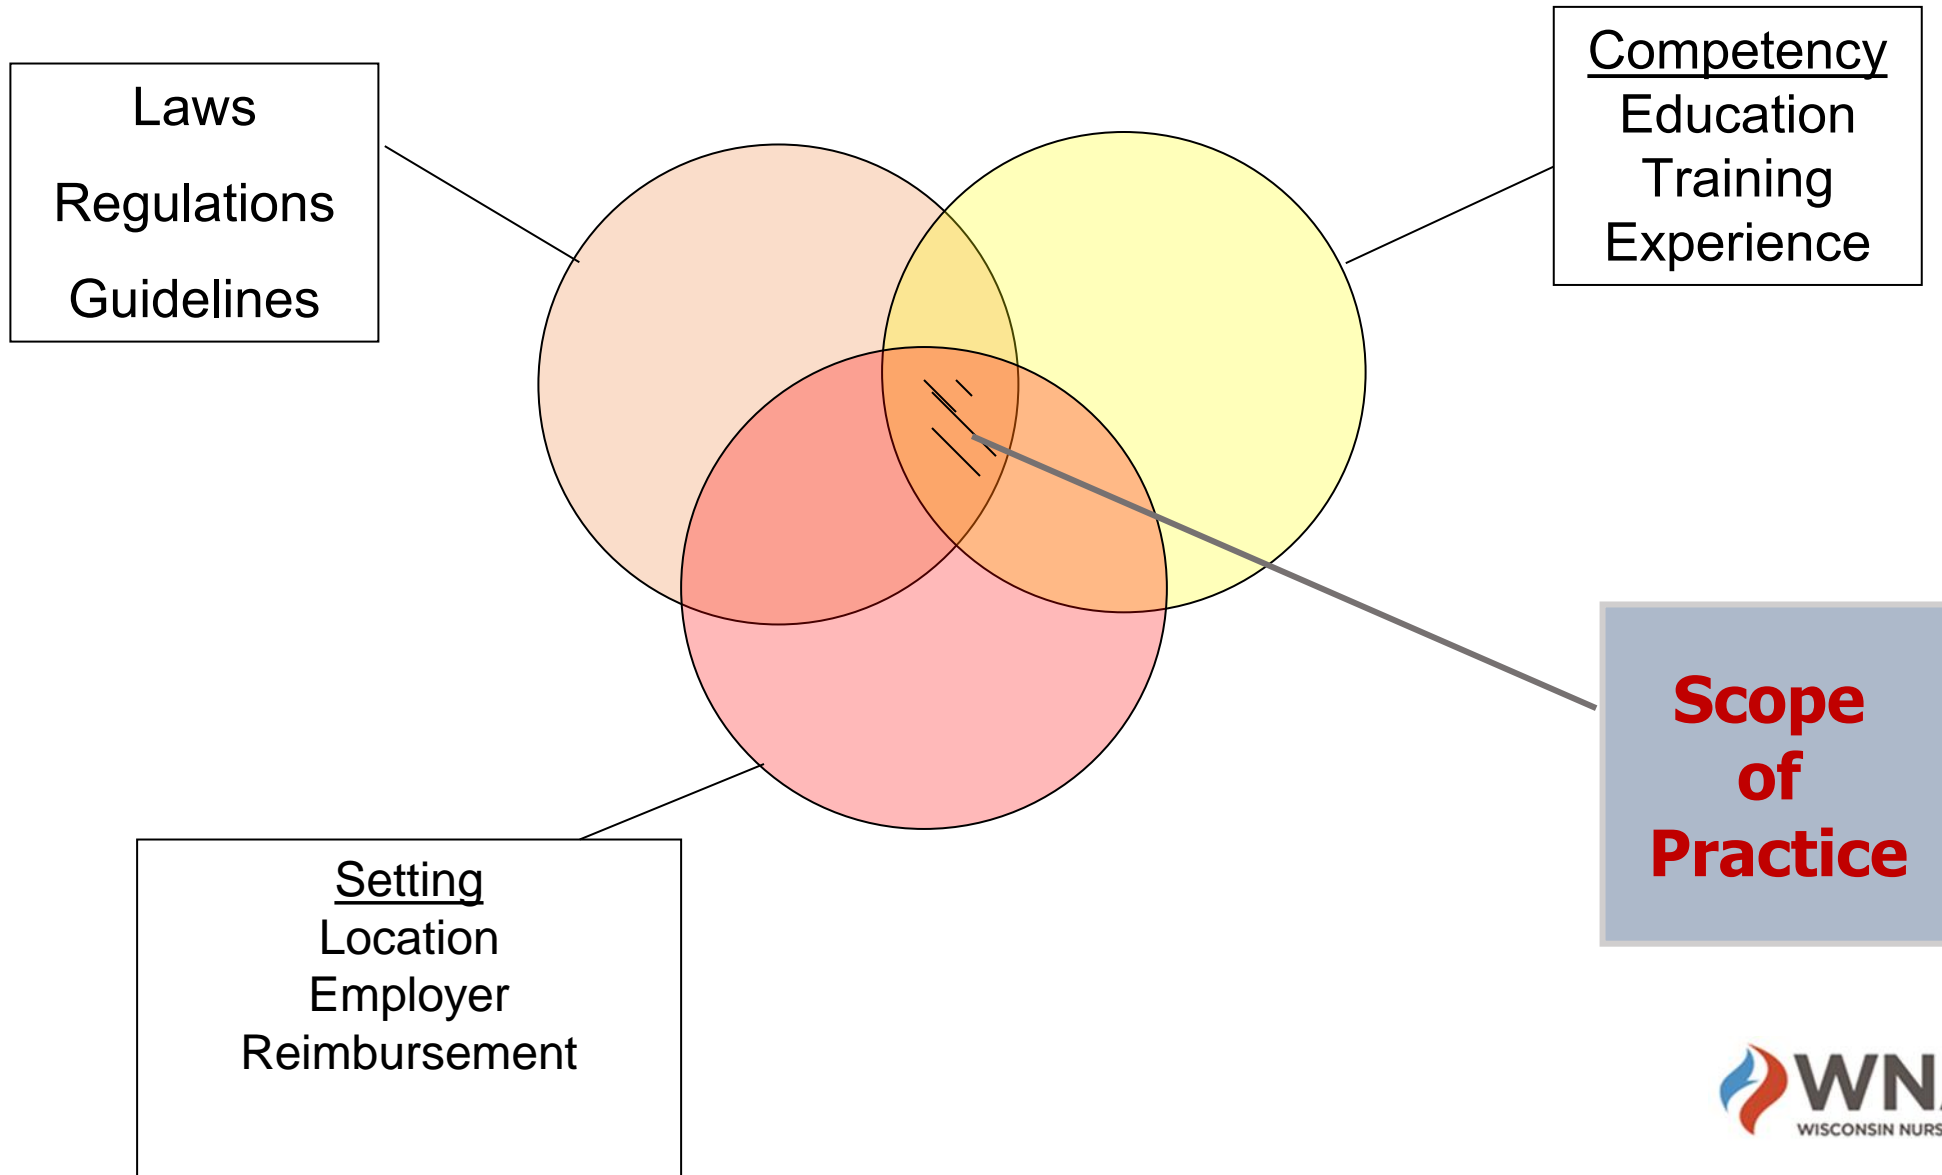 Laws
Regulations
Guidelines
Competency
Education
Training
Experience
Setting
Location
Employer
Reimbursement
Scope
of
Practice
WN
WISCONSIN NURS